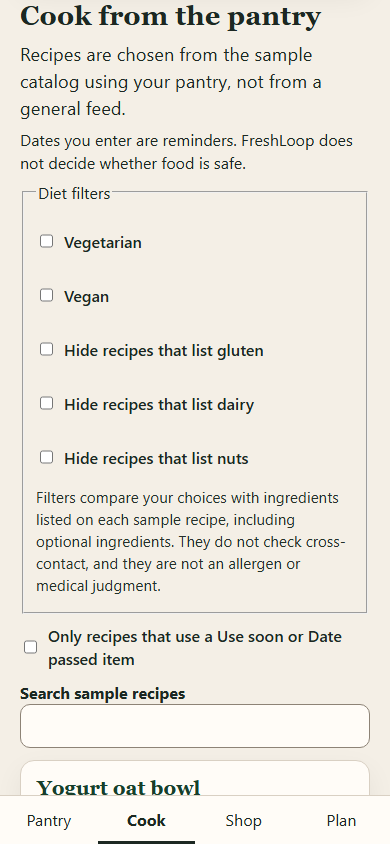 Cook from the pantry
Recipes are chosen from the sample
catalog using your pantry, not from a
general feed.
Dates you enter are reminders. FreshLoop does
not decide whether food is safe.
Diet filters
Vegetarian
Vegan
Hide recipes that list gluten
Hide recipes that list dairy
Hide recipes that list nuts
Filters compare your choices with ingredients
listed on each sample recipe, including
optional ingredients. They do not check cross-
contact, and they are not an allergen or
medical judgment.
Only recipes that use a Use soon or Date
passed item
Search sample recipes
Yogurt oat bowl
Pantry
Cook
Shop
Plan